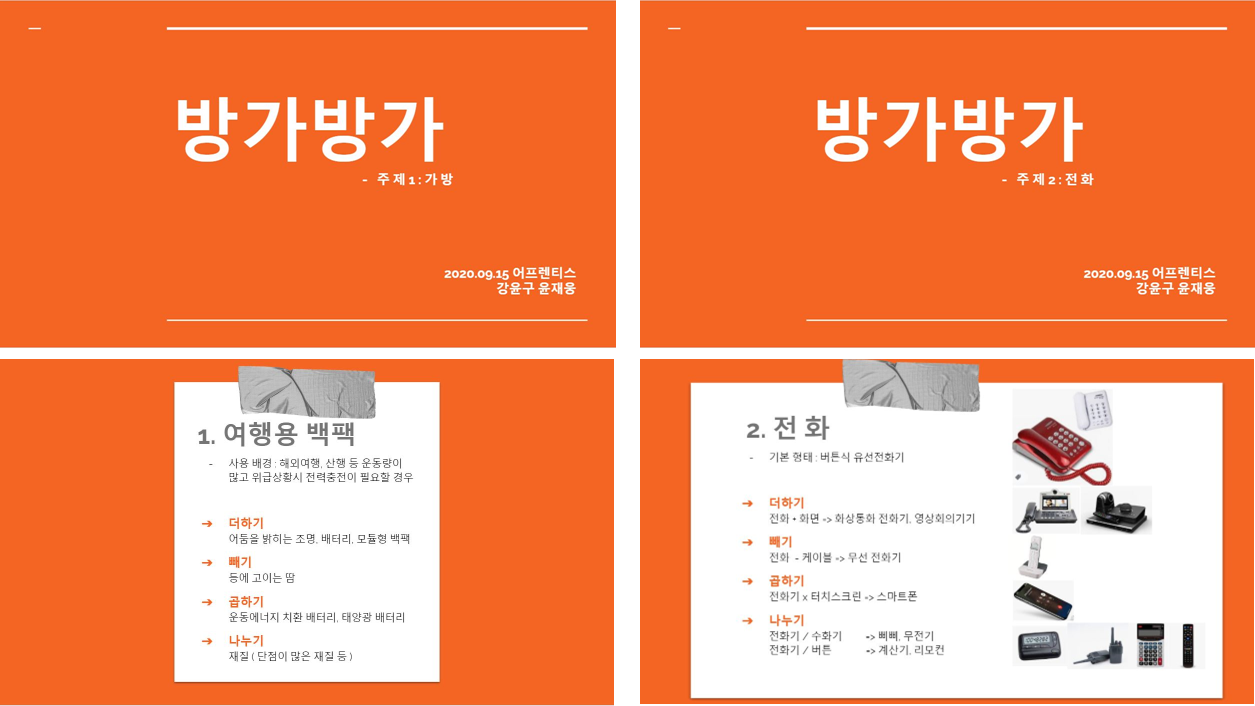 방가방가
- 주제1:가방
2020.09.15 어프렌티스
강윤구 윤재웅
방가방가
- 주제2:전화
2020.09.15 어프렌티스
강윤구 윤재웅
1. 여행용 백팩
- 사용 배경 : 해외여행, 산행 등 운동량이
많고 위급상황시 전력충전이 필요할 경우
➔ 더하기
어둠을 밝히는 조명, 배터리, 모듈형 백팩
➔ 빼기
등에 고이는 땀
➔ 곱하기
운동에너지 치환 배터리, 태양광 배터리
➔ 나누기
재질 ( 단점이 많은 재질 등 )
2. 전화
- 기본 형태 : 버튼식 유선전화기
➔ 더하기
전화 + 화면 -> 화상통화 전화기, 영상회의기기
➔ 빼기
전화 - 케이블 -> 무선 전화기
➔ 곱하기
전화기 x 터치스크린 -> 스마트폰
➔ 나누기
전화기 / 수화기 -> 삐삐, 무전기
전화기 / 버튼 -> 계산기, 리모컨